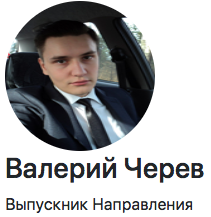 Валерий Черев
Выпускник Направления